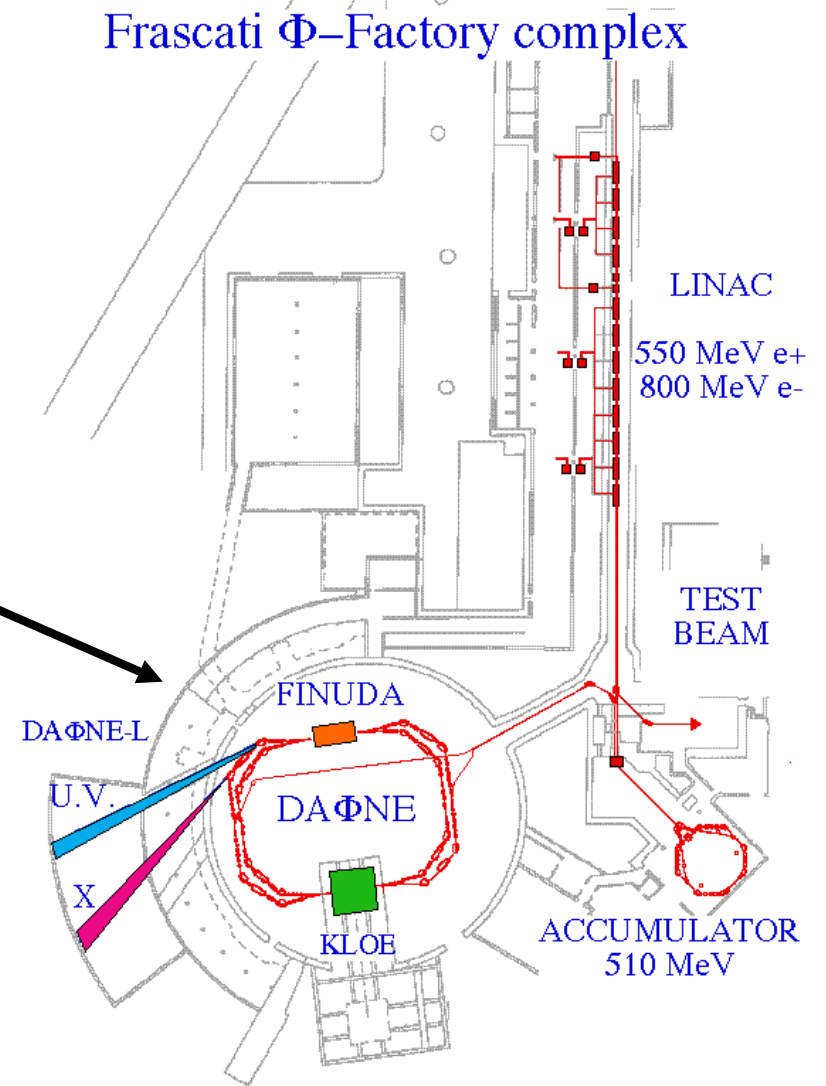 Frascati Φ–Factory complex
LINAC
550 MeV e+
800 MeV e-
TEST
BEAM
FINUDA
DAΦNE-L
U.V.
DAΦNE
X
KLOE
ACCUMULATOR
510 MeV